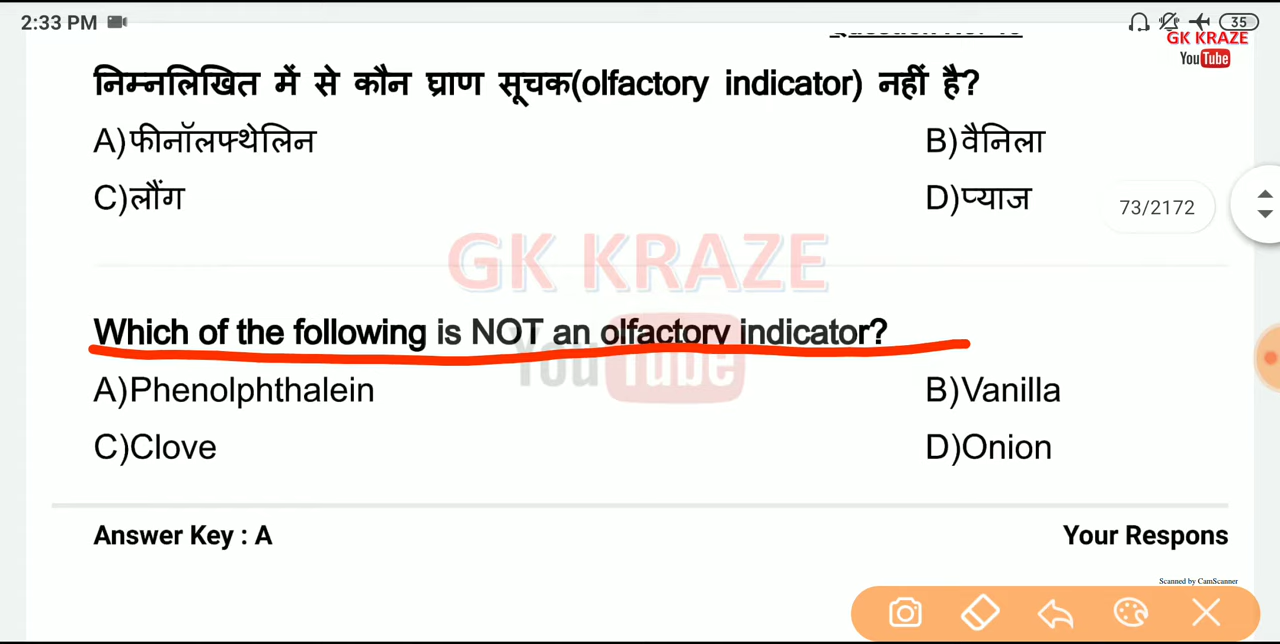 2:33 PM
35
GK KRAZE
YouTube
निम्नलिखित में से कौन घ्राण सूचक(olfactory indicator) नहीं है?
A)फीनॉलफ्थेलिन
B)वैनिला
C)लौंग
D)प्याज
73/2172
GK KRAZE
YouTube
Which of the following is NOT an olfactory indicator?
A)Phenolphthalein
B)Vanilla
C)Clove
D)Onion
Answer Key : A
Your Respons
Scanned by CamScanner